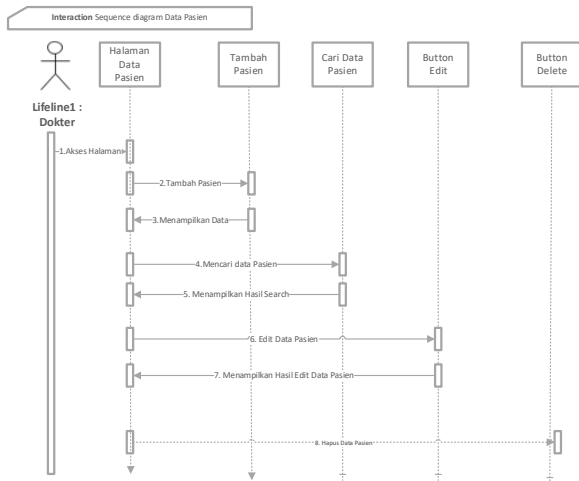 Interaction Sequence diagram Data Pasien
Halaman
Data
Pasien
Tambah
Pasien
Cari Data
Pasien
Button
Edit
Button
Delete
Lifeline1 :
Dokter
1.Akses Halaman
2.Tambah Pasien
3.Menampilkan Data
4.Mencari data Pasien
5. Menampilkan Hasil Search
6. Edit Data Pasien
7. Menampilkan Hasil Edit Data Pasien
8. Hapus Data Pasien